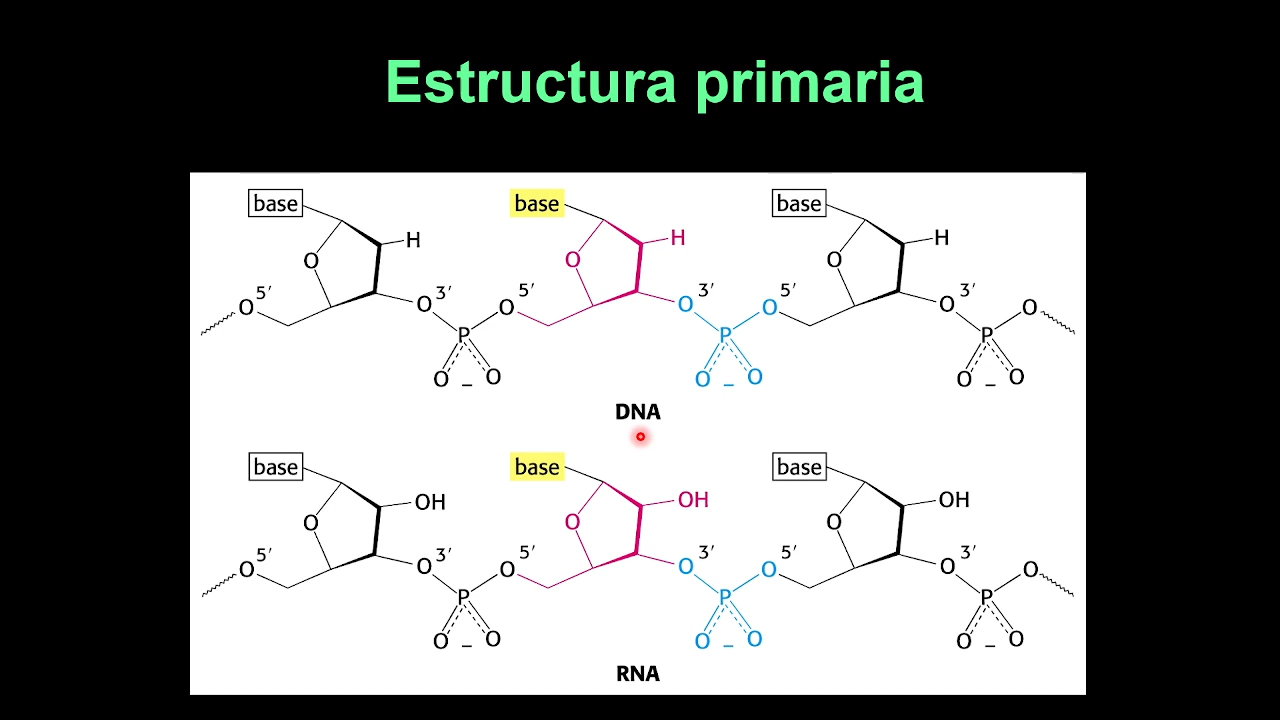 Estructura primaria
base base base
H H H
O O O
5′ 3′ 5′ 3′ 5′ 3′
O O O O O O O
P P P
O – O O – O O – O
DNA
base base base
OH OH OH
O O O
5′ 3′ 5′ 3′ 5′ 3′
O O O O O O O
P P P
O – O O – O O – O
RNA